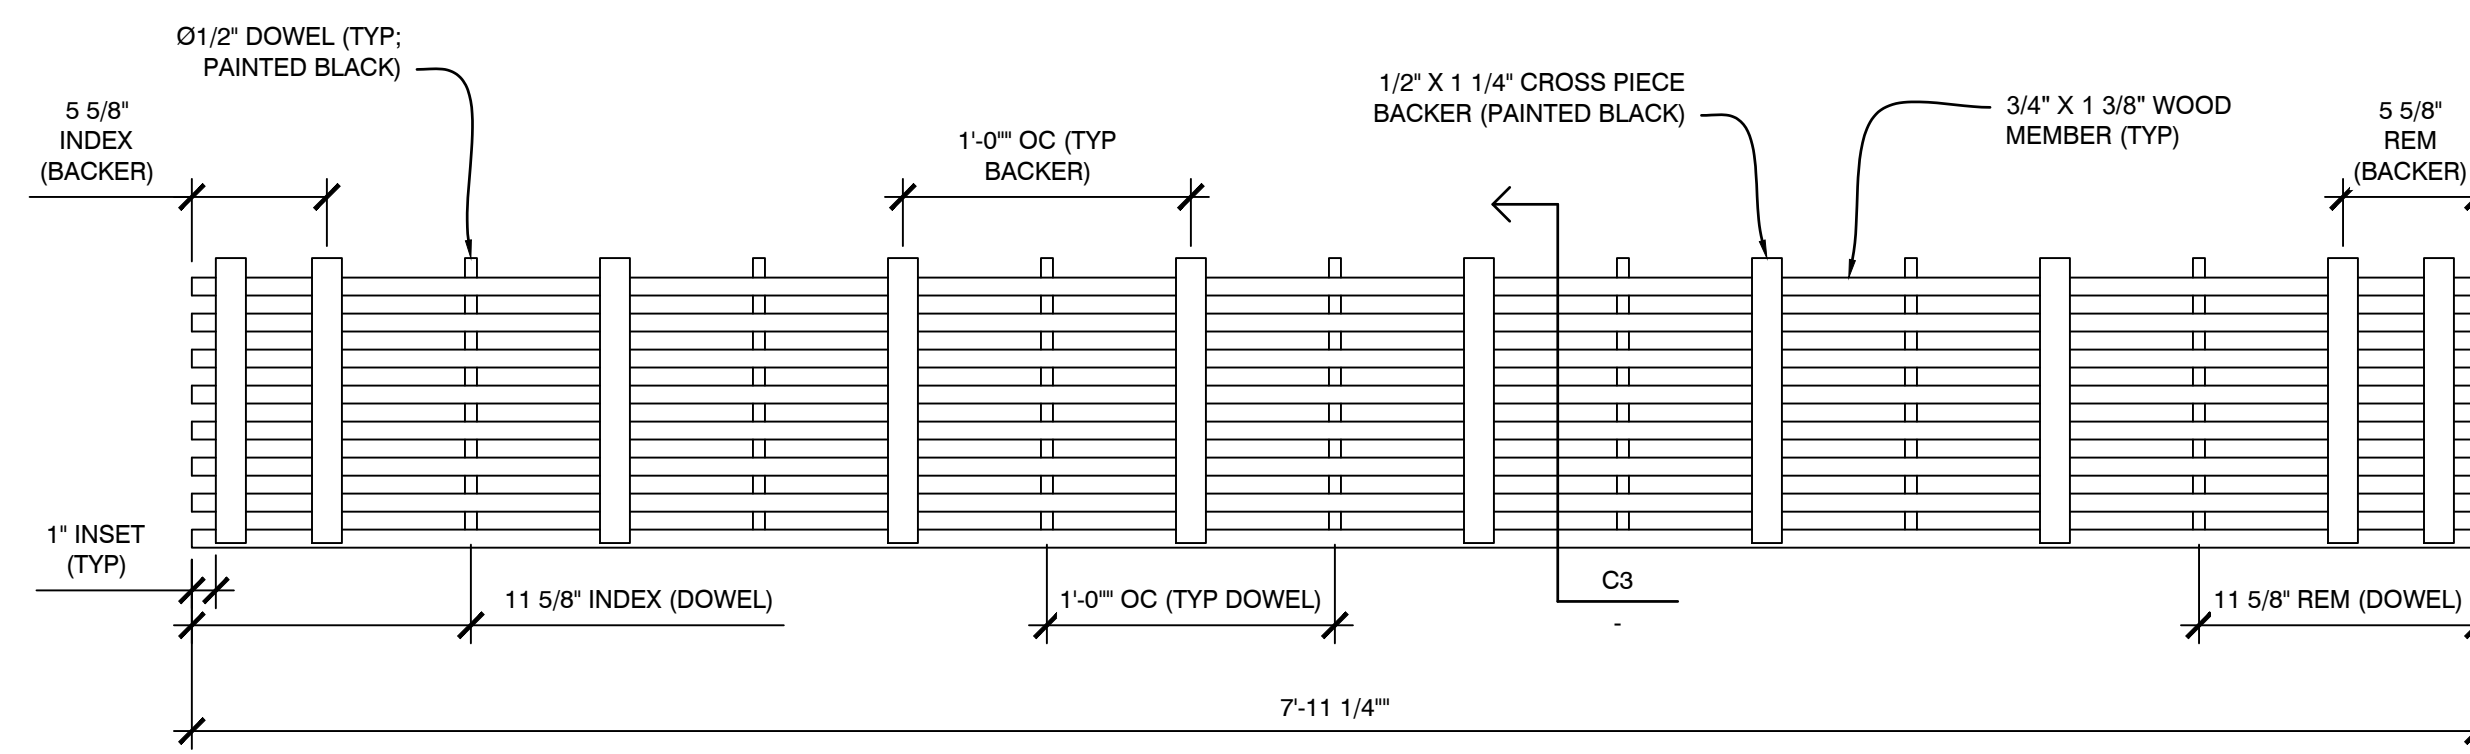 Ø1/2" DOWEL (TYP;
PAINTED BLACK)
5 5/8"
INDEX
(BACKER)
1'-0"" OC (TYP
BACKER)
1/2" X 1 1/4" CROSS PIECE
BACKER (PAINTED BLACK)
3/4" X 1 3/8" WOOD
MEMBER (TYP)
5 5/8"
REM
(BACKER)
1" INSET
(TYP)
11 5/8" INDEX (DOWEL)
1'-0"" OC (TYP DOWEL)
C3
-
11 5/8" REM (DOWEL)
7'-11 1/4""